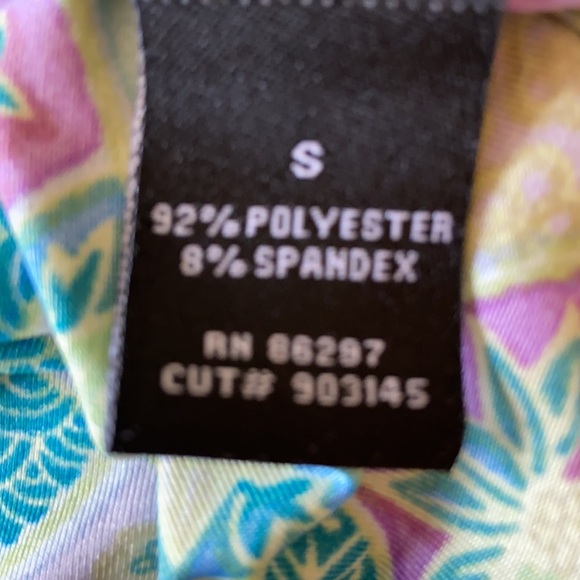 S
92% POLYESTER
8% SPANDEX
RN 86297
CUT# 903145